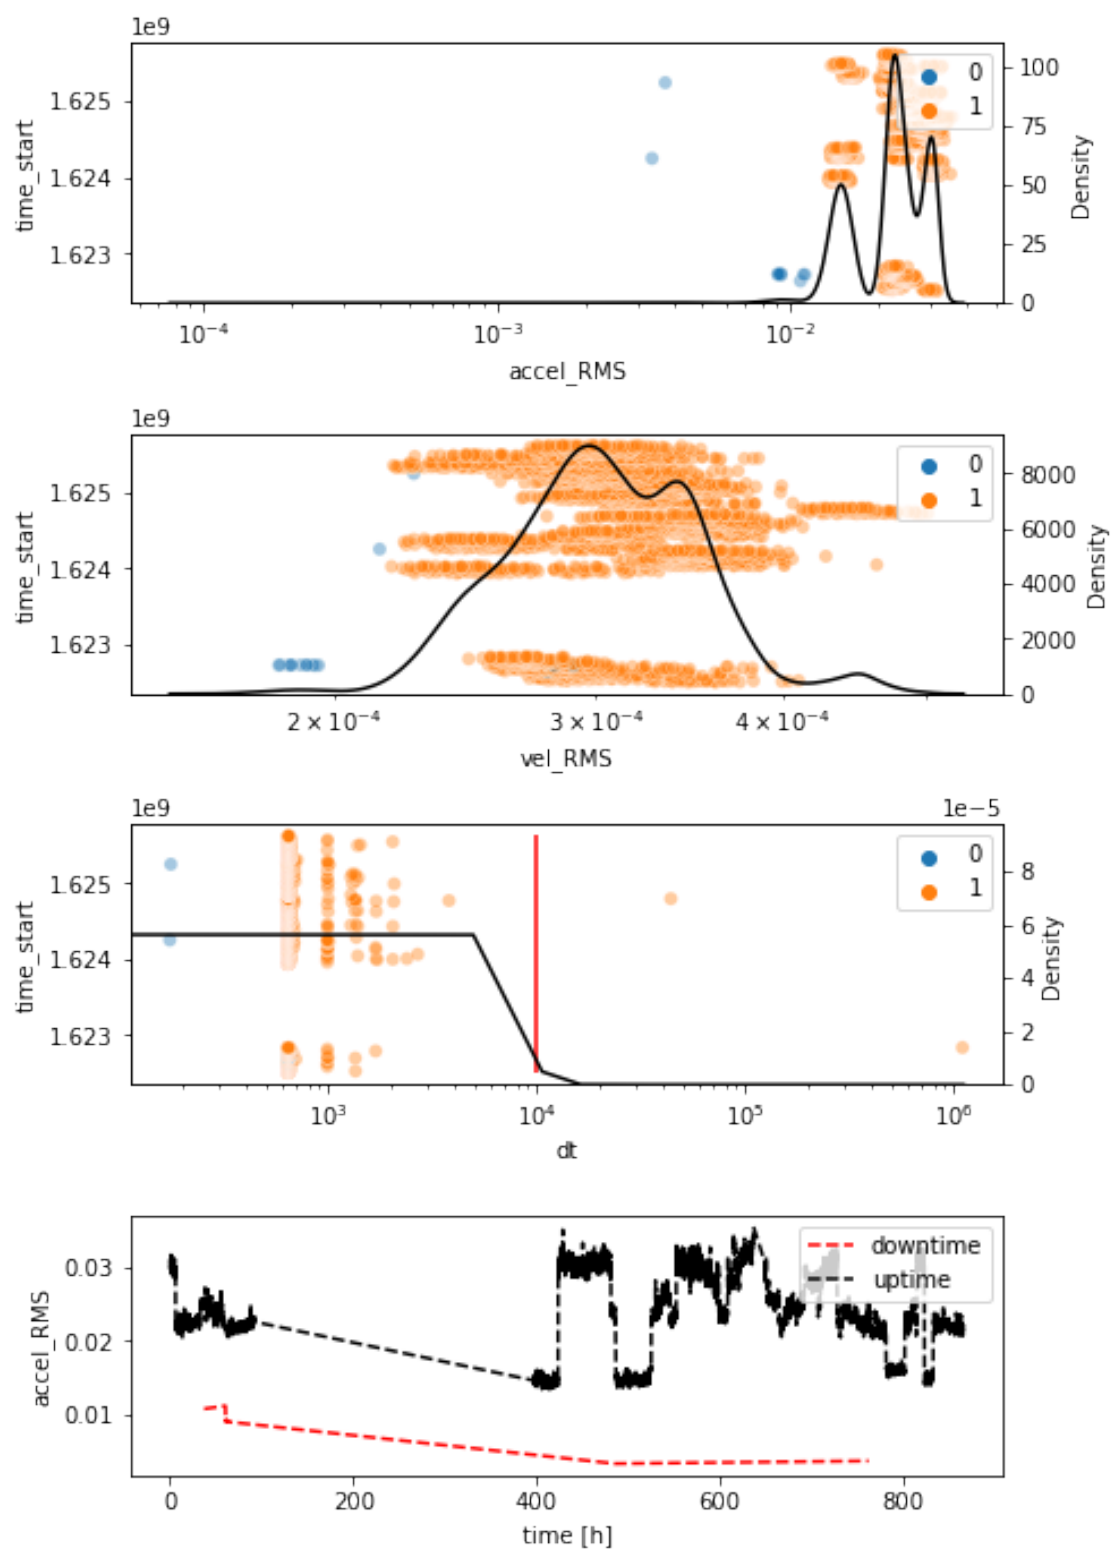 1e9
0
1
100
75
50
25
0
1.625
1.624
1.623
time_start
Density
10⁻⁴
10⁻³
10⁻²
accel_RMS
1e9
0
1
8000
6000
4000
2000
0
1.625
1.624
1.623
time_start
Density
2 × 10⁻⁴
3 × 10⁻⁴
4 × 10⁻⁴
vel_RMS
1e9
1e−5
0
1
8
6
4
2
0
1.625
1.624
1.623
time_start
Density
10³
10⁴
10⁵
10⁶
dt
downtime
uptime
0.03
0.02
0.01
accel_RMS
0
200
400
600
800
time [h]